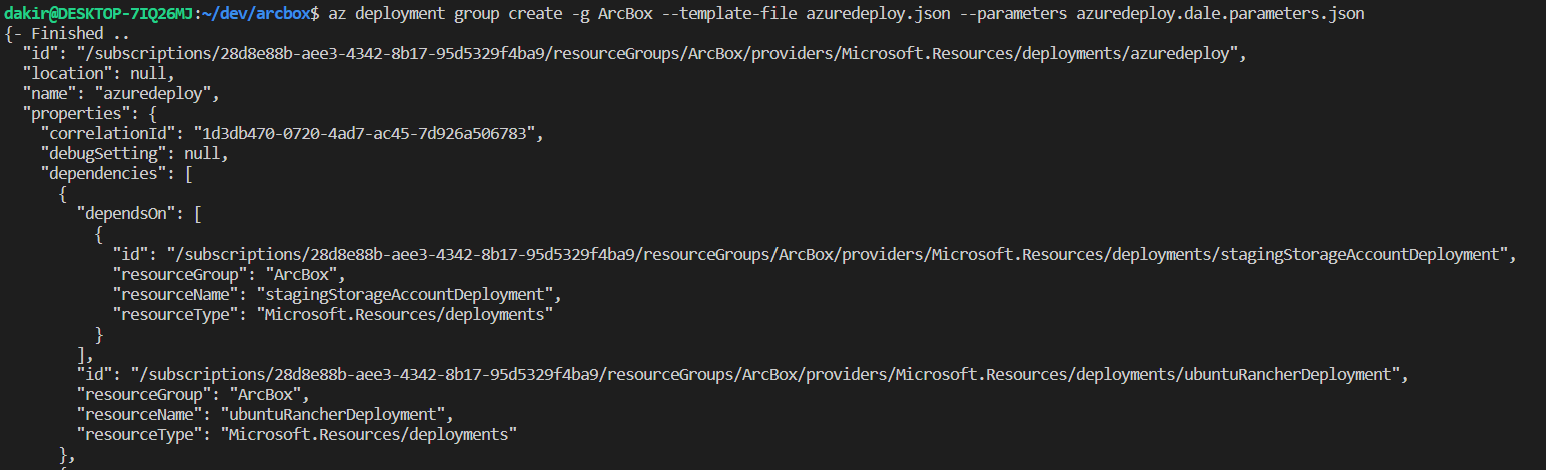 dakir@DESKTOP-7IQ26MJ:~/dev/arcbox$ az deployment group create -g ArcBox --template-file azuredeploy.json --parameters azuredeploy.dale.parameters.json
{- Finished ..
  "id": "/subscriptions/28d8e88b-aee3-4342-8b17-95d5329f4ba9/resourceGroups/ArcBox/providers/Microsoft.Resources/deployments/azuredeploy",
  "location": null,
  "name": "azuredeploy",
  "properties": {
    "correlationId": "1d3db470-0720-4ad7-ac45-7d926a506783",
    "debugSetting": null,
    "dependencies": [
      {
        "dependsOn": [
          {
            "id": "/subscriptions/28d8e88b-aee3-4342-8b17-95d5329f4ba9/resourceGroups/ArcBox/providers/Microsoft.Resources/deployments/stagingStorageAccountDeployment",
            "resourceGroup": "ArcBox",
            "resourceName": "stagingStorageAccountDeployment",
            "resourceType": "Microsoft.Resources/deployments"
          }
        ],
        "id": "/subscriptions/28d8e88b-aee3-4342-8b17-95d5329f4ba9/resourceGroups/ArcBox/providers/Microsoft.Resources/deployments/ubuntuRancherDeployment",
        "resourceGroup": "ArcBox",
        "resourceName": "ubuntuRancherDeployment",
        "resourceType": "Microsoft.Resources/deployments"
      },